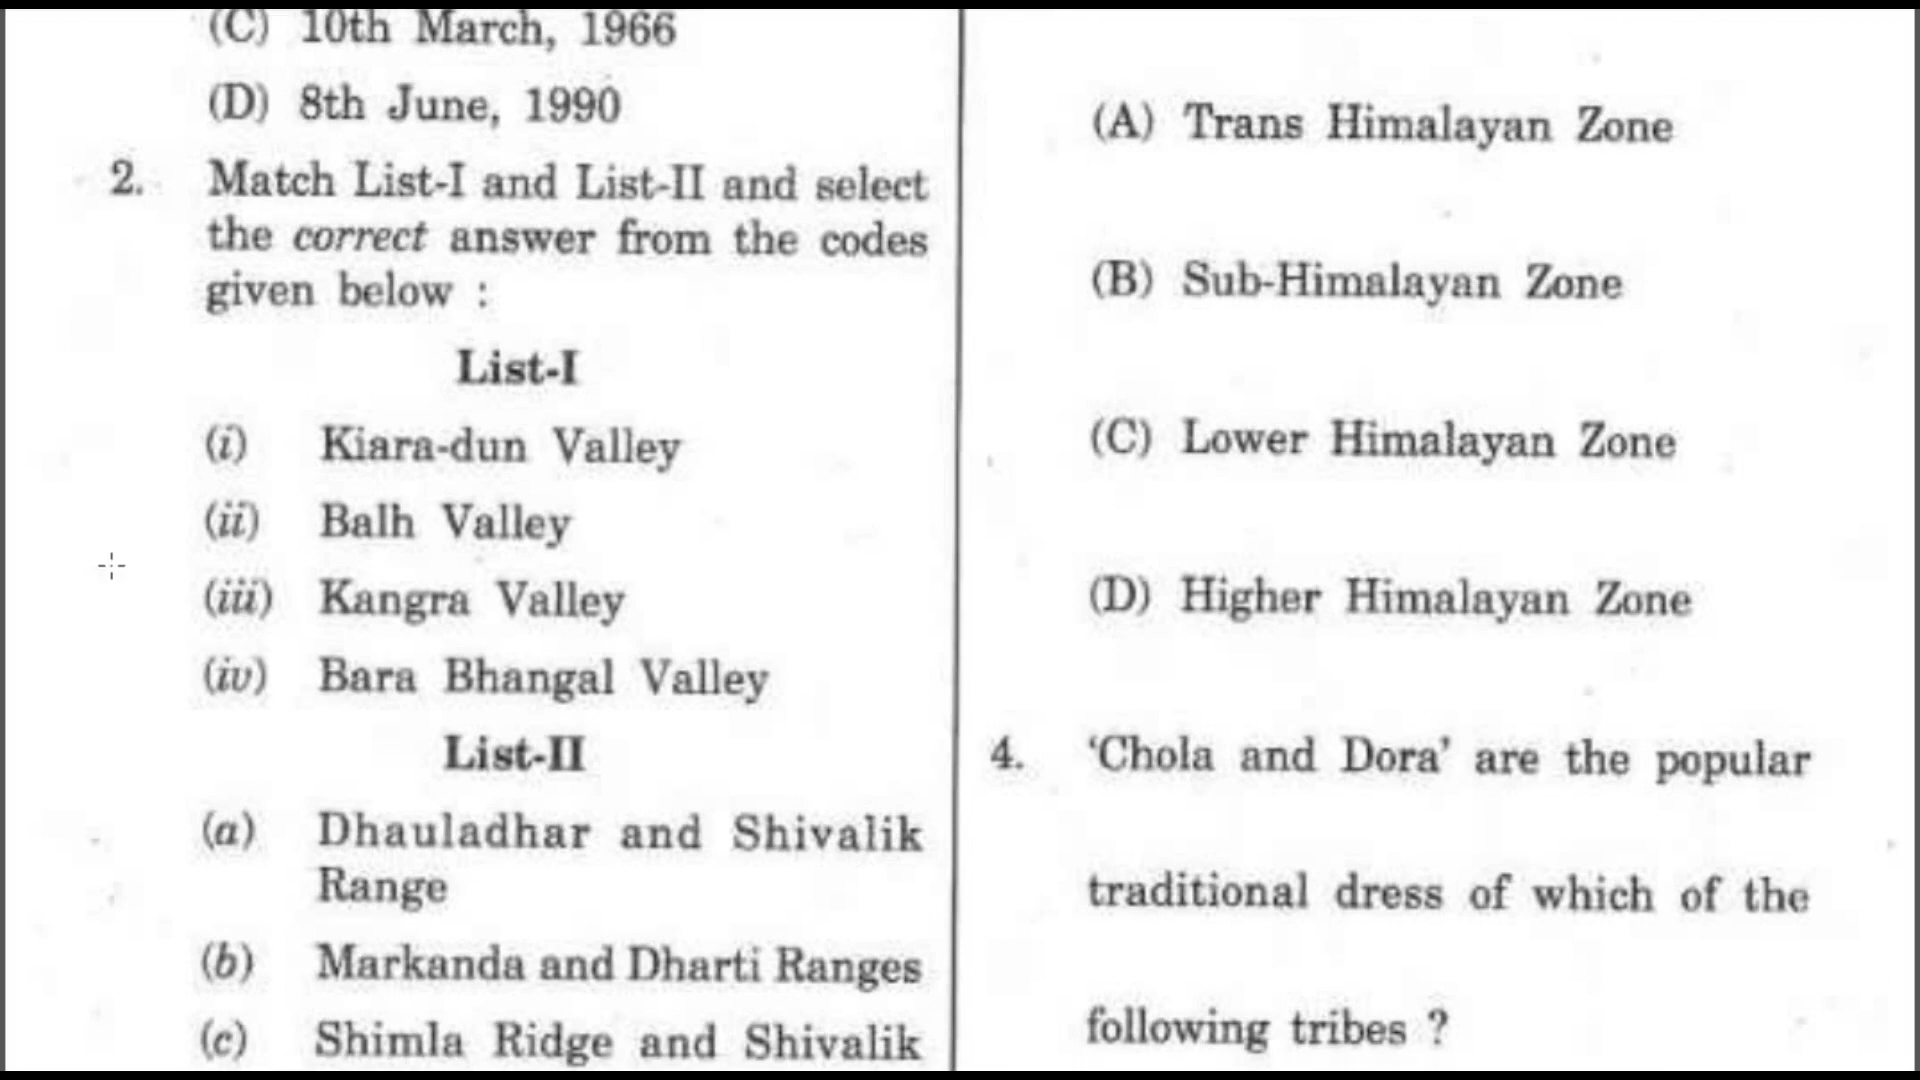 (C) 10th March, 1966
(D) 8th June, 1990
2. Match List-I and List-II and select
the correct answer from the codes
given below :
List-I
(i) Kiara-dun Valley
(ii) Balh Valley
(iii) Kangra Valley
(iv) Bara Bhangal Valley
List-II
(a) Dhauladhar and Shivalik
Range
(b) Markanda and Dharti Ranges
(c) Shimla Ridge and Shivalik
(A) Trans Himalayan Zone
(B) Sub-Himalayan Zone
(C) Lower Himalayan Zone
(D) Higher Himalayan Zone
4. ‘Chola and Dora’ are the popular
traditional dress of which of the
following tribes ?